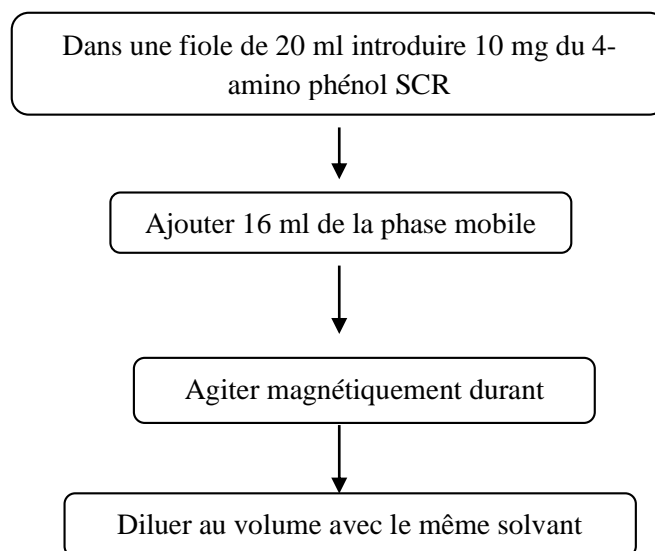 Dans une fiole de 20 ml introduire 10 mg du 4-
amino phénol SCR
Ajouter 16 ml de la phase mobile
Agiter magnétiquement durant
Diluer au volume avec le même solvant